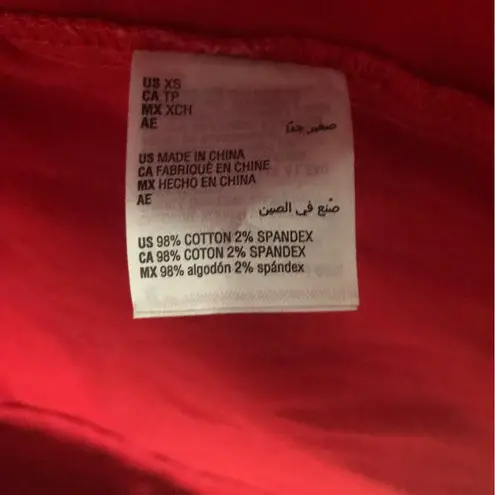 US XS
CA TP
MX XCH
AE
صغير جدًا
US MADE IN CHINA
CA FABRIQUÉ EN CHINE
MX HECHO EN CHINA
AE
صُنع في الصين
US 98% COTTON 2% SPANDEX
CA 98% COTON 2% SPANDEX
MX 98% algodón 2% spándex